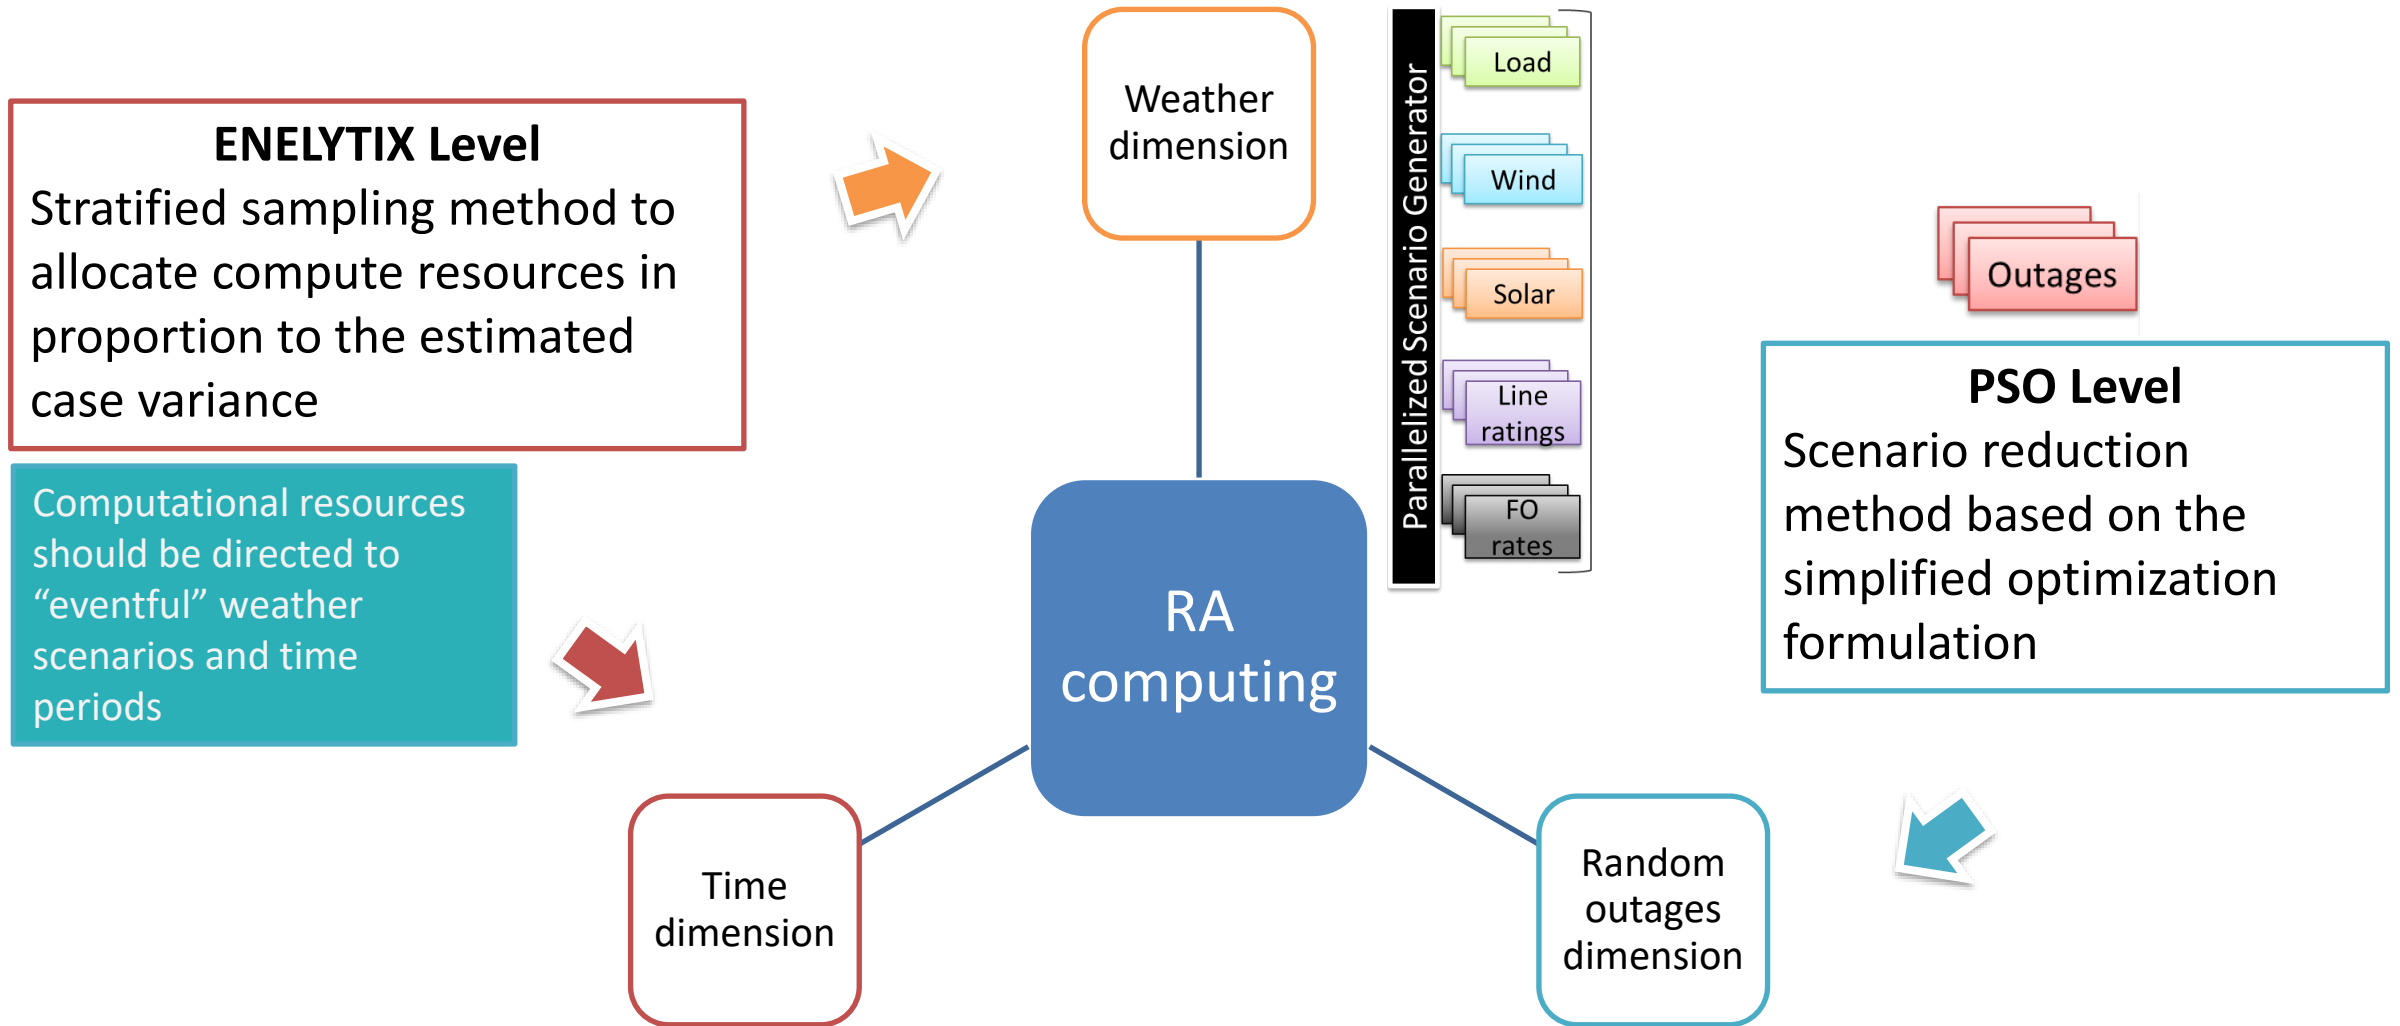 ENELYTIX Level
Stratified sampling method to
allocate compute resources in
proportion to the estimated
case variance
Computational resources
should be directed to
“eventful” weather
scenarios and time
periods
Weather
dimension
Parallelized Scenario Generator
Load
Wind
Solar
Line
ratings
FO
rates
Outages
PSO Level
Scenario reduction
method based on the
simplified optimization
formulation
RA
computing
Time
dimension
Random
outages
dimension